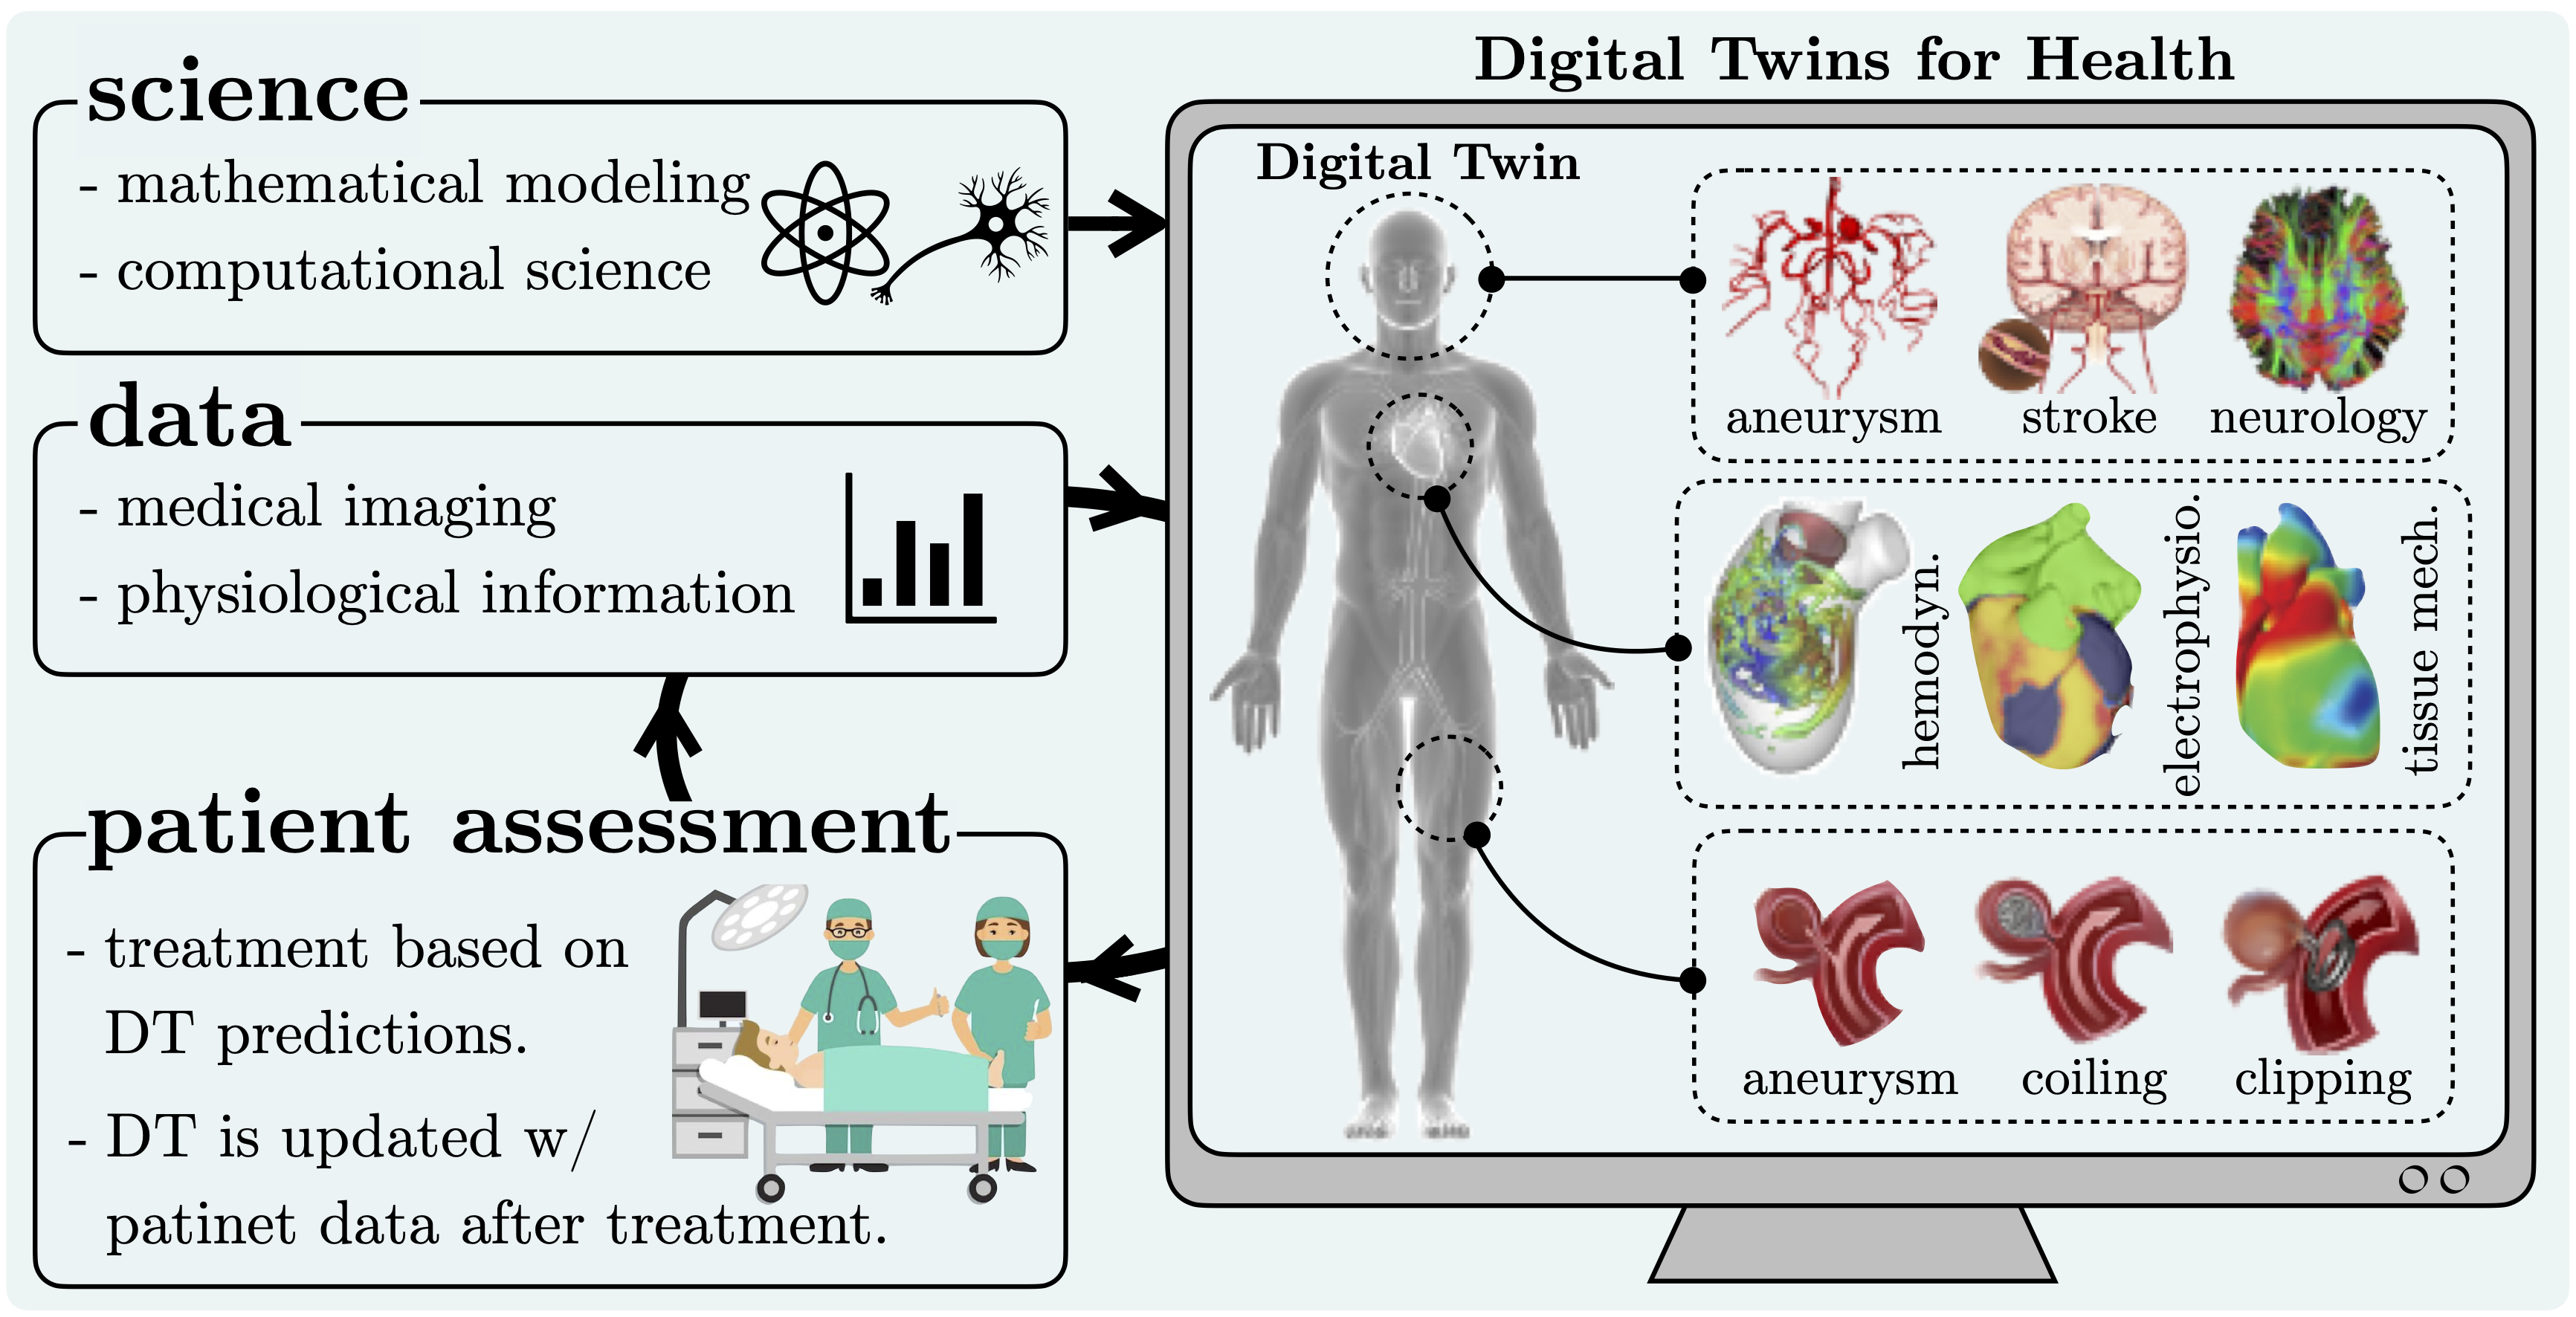 science
- mathematical modeling
- computational science
data
- medical imaging
- physiological information
patient assessment
- treatment based on
DT predictions.
- DT is updated w/
patinet data after treatment.
Digital Twins for Health
Digital Twin
aneurysm
stroke
neurology
hemodyn.
electrophysio.
tissue mech.
aneurysm
coiling
clipping